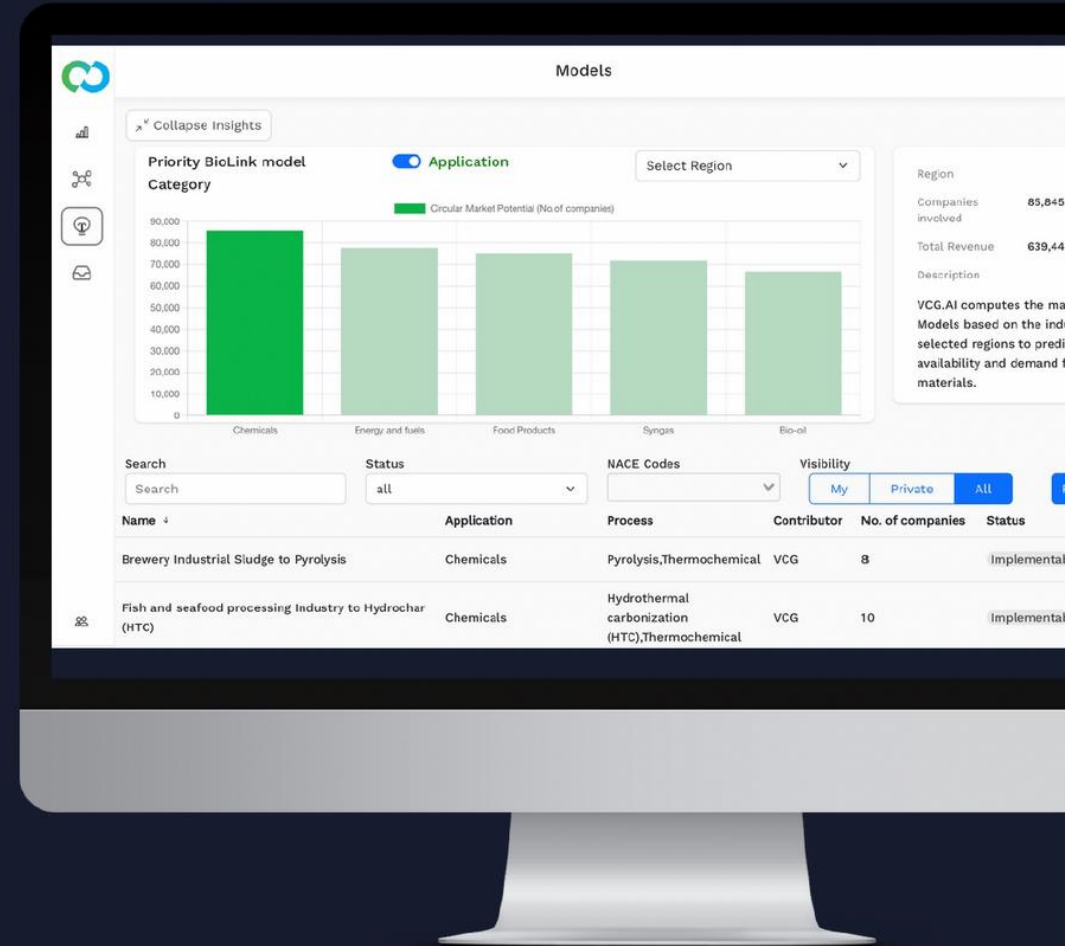 Models
Collapse Insights
Priority BioLink model
Category
Application
Select Region
Circular Market Potential (No.of companies)
90,000
80,000
70,000
60,000
50,000
40,000
30,000
20,000
10,000
0
Chemicals
Energy and fuels
Food Products
Syngas
Bio-oil
Region
Companies
involved
85,845
Total Revenue
639,44
Description
VCG.AI computes the ma
Models based on the ind
selected regions to predi
availability and demand f
materials.
Search
Status
NACE Codes
Visibility
Search
all
My
Private
All
Name
Application
Process
Contributor
No. of companies
Status
Brewery Industrial Sludge to Pyrolysis
Chemicals
Pyrolysis,Thermochemical
VCG
8
Implementab
Fish and seafood processing Industry to Hydrochar
(HTC)
Chemicals
Hydrothermal
carbonization
(HTC),Thermochemical
VCG
10
Implementab